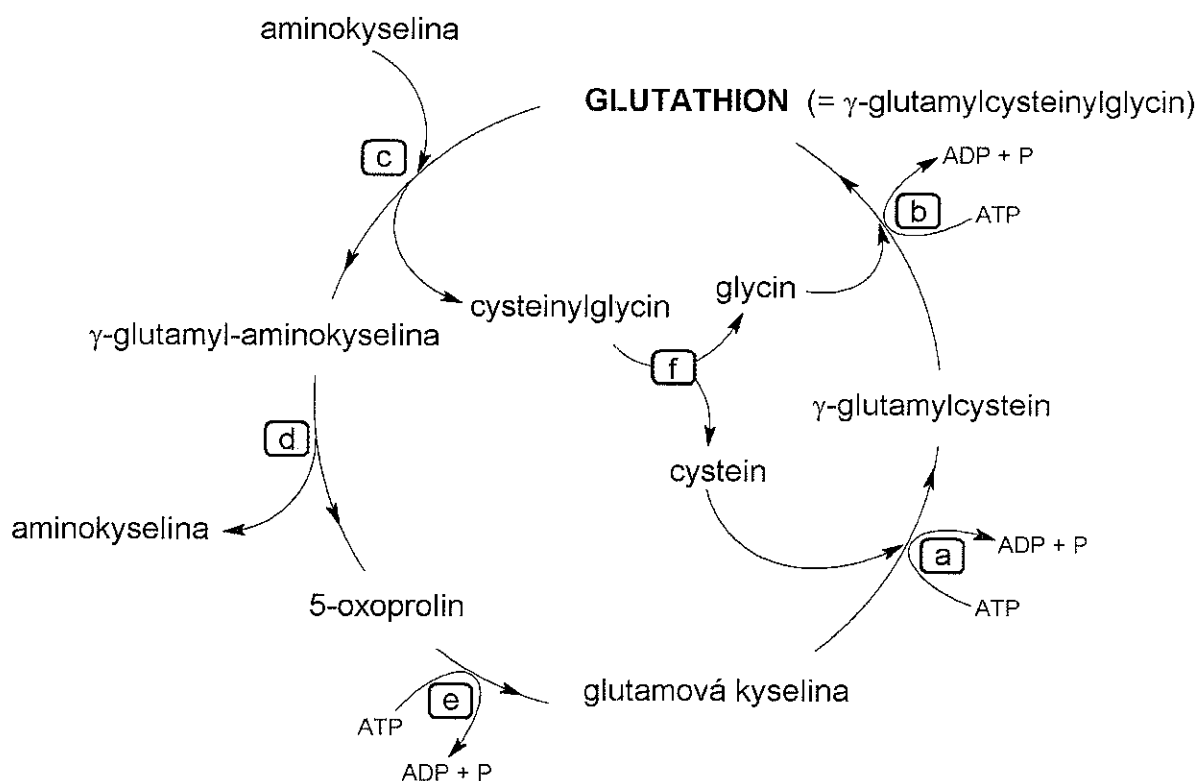 aminokyselina
GLUTATHION (= γ-glutamylcysteinylglycin)
c
ADP + P
b
ATP
cysteinylglycin
glycin
γ-glutamyl-aminokyselina
f
γ-glutamylcystein
d
cystein
aminokyselina
a
ADP + P
5-oxoprolin
ATP
glutamová kyselina
e
ATP
ADP + P